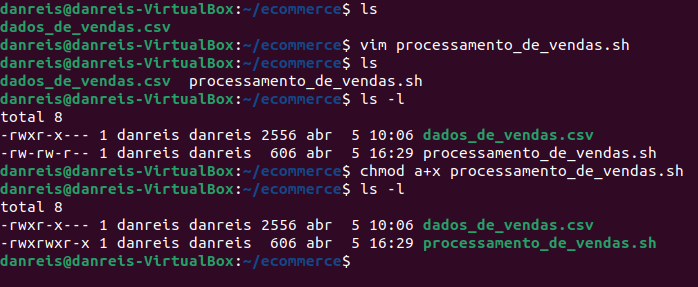 danreis@danreis-VirtualBox:~/ecommerce$ ls
dados_de_vendas.csv
danreis@danreis-VirtualBox:~/ecommerce$ vim processamento_de_vendas.sh
danreis@danreis-VirtualBox:~/ecommerce$ ls
dados_de_vendas.csv  processamento_de_vendas.sh
danreis@danreis-VirtualBox:~/ecommerce$ ls -l
total 8
-rwxr-x--- 1 danreis danreis 2556 abr  5 10:06 dados_de_vendas.csv
-rw-rw-r-- 1 danreis danreis  606 abr  5 16:29 processamento_de_vendas.sh
danreis@danreis-VirtualBox:~/ecommerce$ chmod a+x processamento_de_vendas.sh
danreis@danreis-VirtualBox:~/ecommerce$ ls -l
total 8
-rwxr-x--- 1 danreis danreis 2556 abr  5 10:06 dados_de_vendas.csv
-rwxrwxr-x 1 danreis danreis  606 abr  5 16:29 processamento_de_vendas.sh
danreis@danreis-VirtualBox:~/ecommerce$